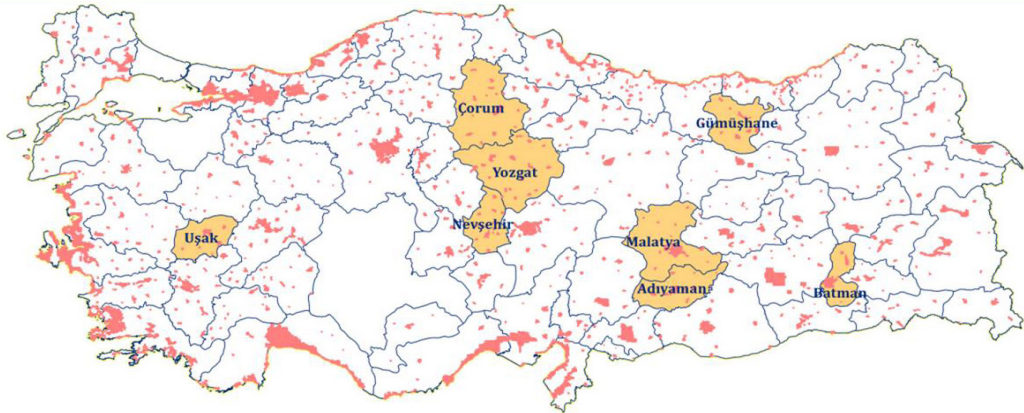 Çorum
Gümüşhane
Yozgat
Nevşehir
Uşak
Malatya
Adıyaman
Batman